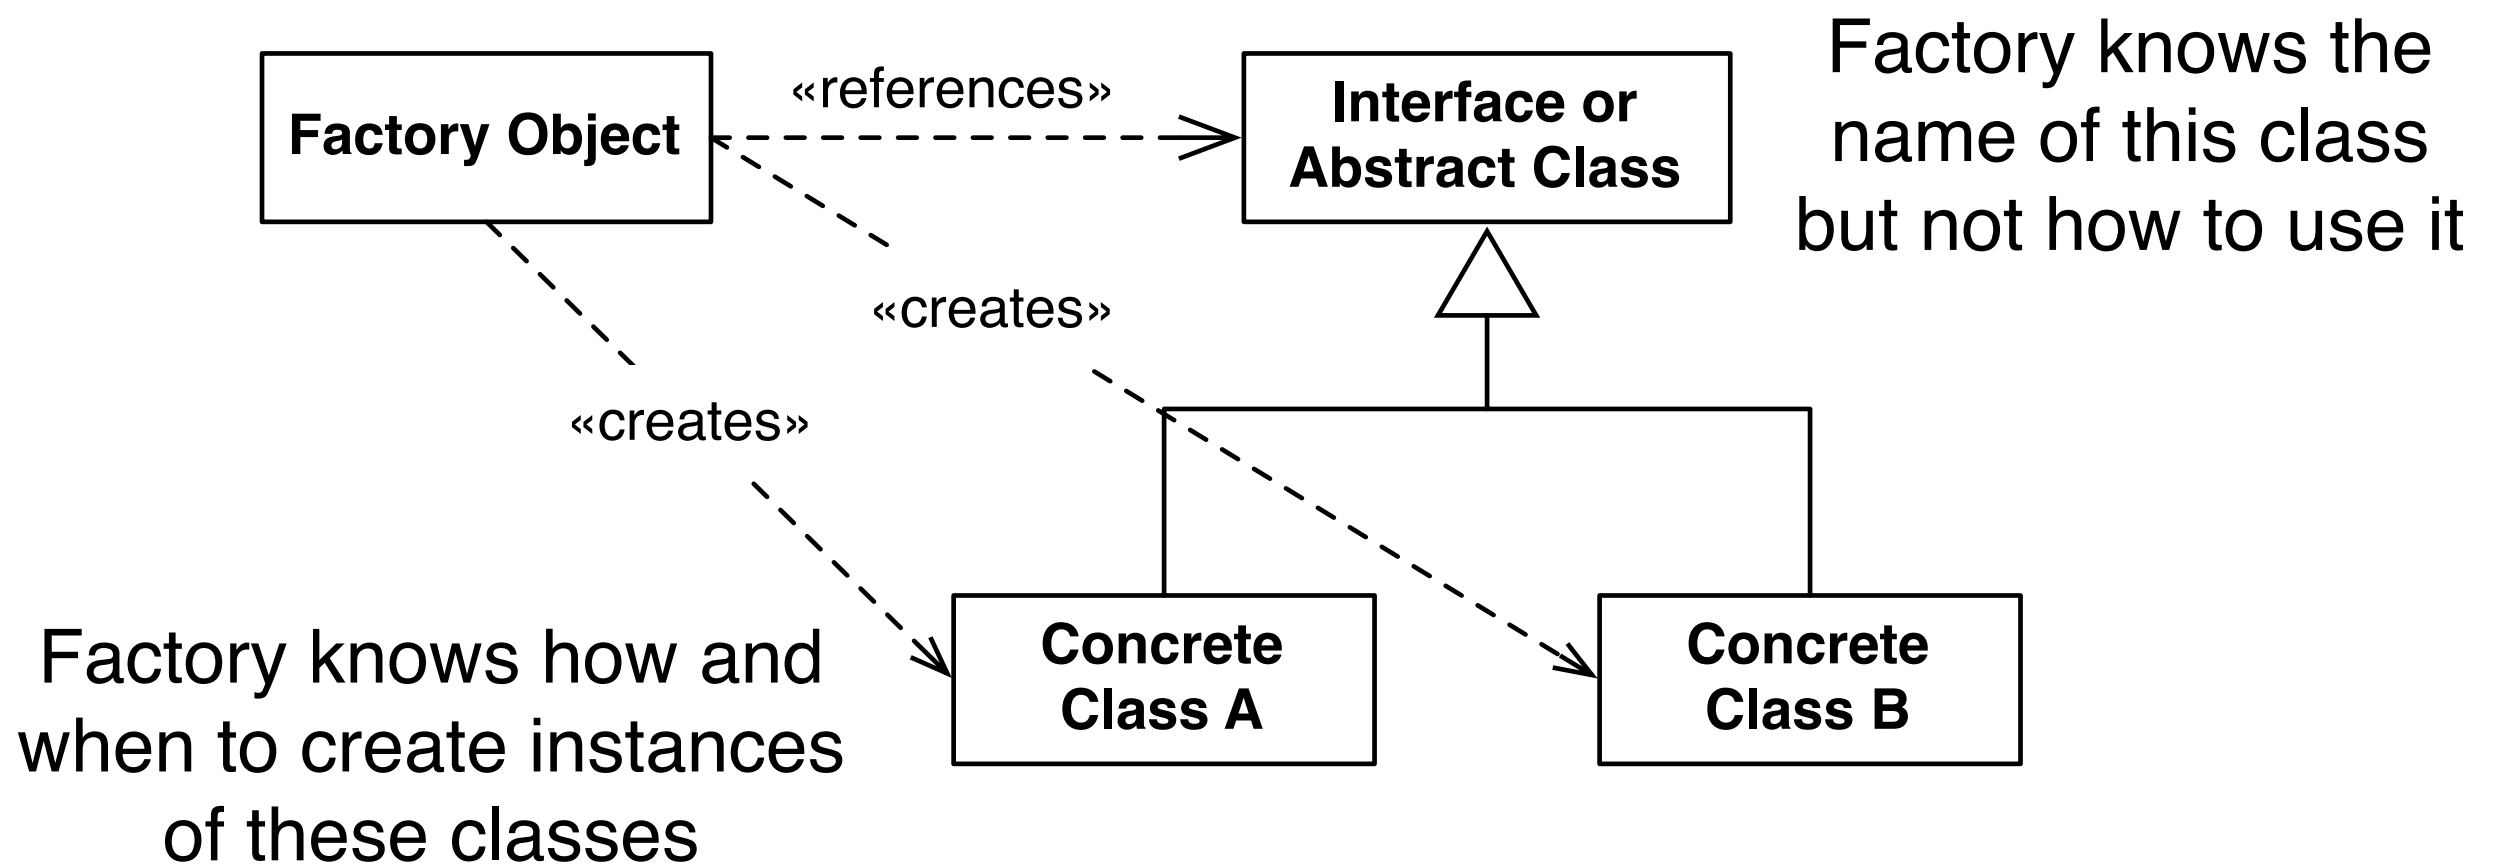 Factory Object
«references»
Interface or
Abstract Class
Factory knows the
name of this class
but not how to use it
«creates»
«creates»
Factory knows how and
when to create instances
of these classes
Concrete
Class A
Concrete
Class B